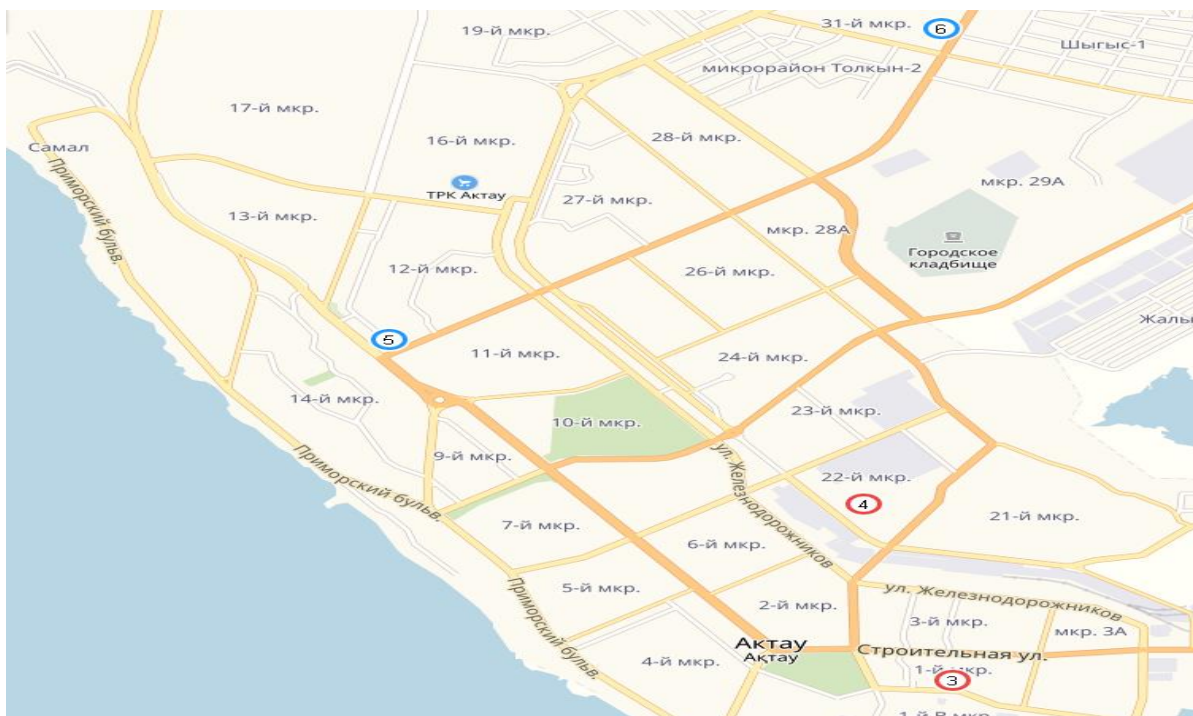 19-й мкр.
31-й мкр.
6
Шыгыс-1
микрорайон Толкын-2
17-й мкр.
16-й мкр.
28-й мкр.
Самал
мкр. 29А
ТРК Актау
27-й мкр.
13-й мкр.
Приморский бульв.
мкр. 28А
12-й мкр.
26-й мкр.
Городское
кладбище
5
11-й мкр.
24-й мкр.
14-й мкр.
10-й мкр.
23-й мкр.
9-й мкр.
Приморский бульв.
ул. Железнодорожников
22-й мкр.
4
7-й мкр.
21-й мкр.
6-й мкр.
5-й мкр.
Приморский бульв.
2-й мкр.
ул. Железнодорожников
3-й мкр.
мкр. 3А
Актау
Ақтау
Строительная ул.
4-й мкр.
1-й мкр.
3